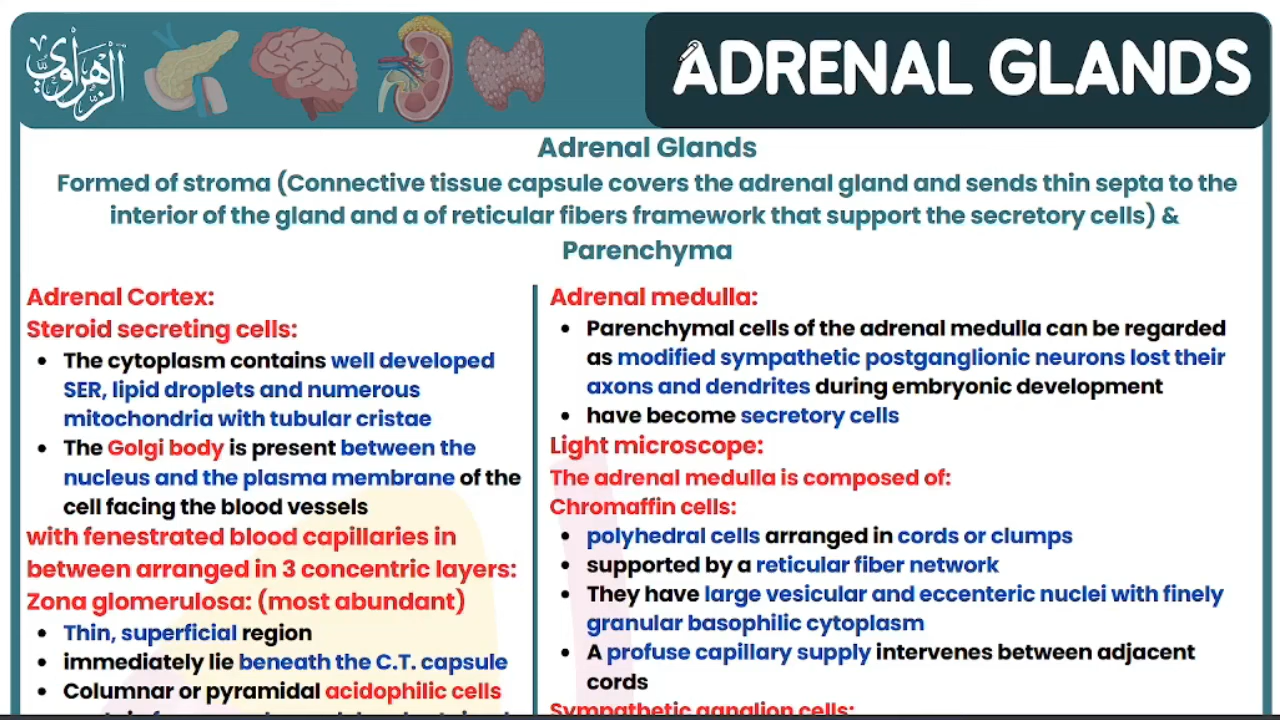 الزهراوي
ADRENAL GLANDS
Adrenal Glands
Formed of stroma (Connective tissue capsule covers the adrenal gland and sends thin septa to the
interior of the gland and a of reticular fibers framework that support the secretory cells) &
Parenchyma
Adrenal Cortex:
Steroid secreting cells:
• The cytoplasm contains well developed
SER, lipid droplets and numerous
mitochondria with tubular cristae
• The Golgi body is present between the
nucleus and the plasma membrane of the
cell facing the blood vessels
with fenestrated blood capillaries in
between arranged in 3 concentric layers:
Zona glomerulosa: (most abundant)
• Thin, superficial region
• immediately lie beneath the C.T. capsule
• Columnar or pyramidal acidophilic cells
Adrenal medulla:
• Parenchymal cells of the adrenal medulla can be regarded
as modified sympathetic postganglionic neurons lost their
axons and dendrites during embryonic development
• have become secretory cells
Light microscope:
The adrenal medulla is composed of:
Chromaffin cells:
• polyhedral cells arranged in cords or clumps
• supported by a reticular fiber network
• They have large vesicular and eccenteric nuclei with finely
granular basophilic cytoplasm
• A profuse capillary supply intervenes between adjacent
cords
Sympathetic ganglion cells: